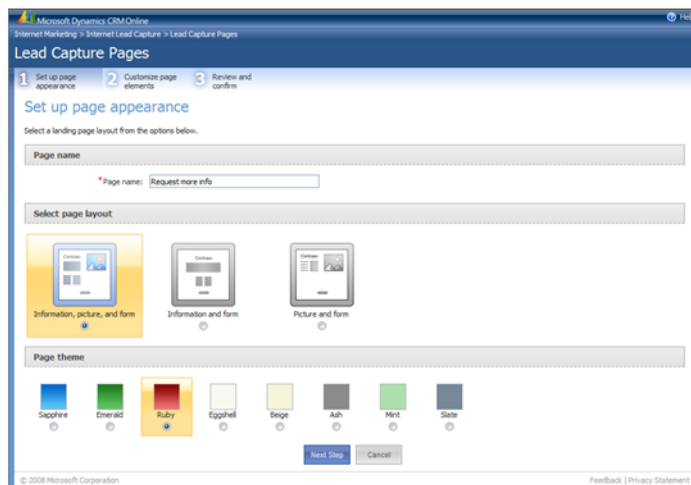 Microsoft Dynamics CRM Online
Hel
Internet Marketing > Internet Lead Capture > Lead Capture Pages
Lead Capture Pages
1 Set up page appearance
2 Customize page elements
3 Review and confirm
Set up page appearance
Select a landing page layout from the options below.
Page name
*Page name: Request more info
Select page layout
Contoso
Contoso
Contoso
Information, picture, and form
Information and form
Picture and form
Page theme
Sapphire
Emerald
Ruby
Eggshell
Beige
Ash
Mint
Slate
Next Step
Cancel
© 2008 Microsoft Corporation
Feedback | Privacy Statement